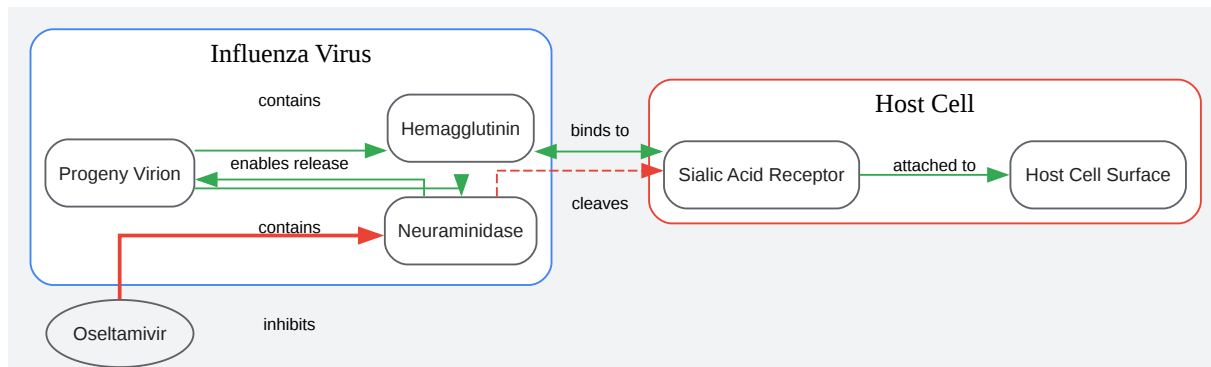 Influenza Virus
Host Cell
contains
Hemagglutinin
binds to
Progeny Virion
enables release
Sialic Acid Receptor
attached to
Host Cell Surface
cleaves
contains
Neuraminidase
Oseltamivir
inhibits